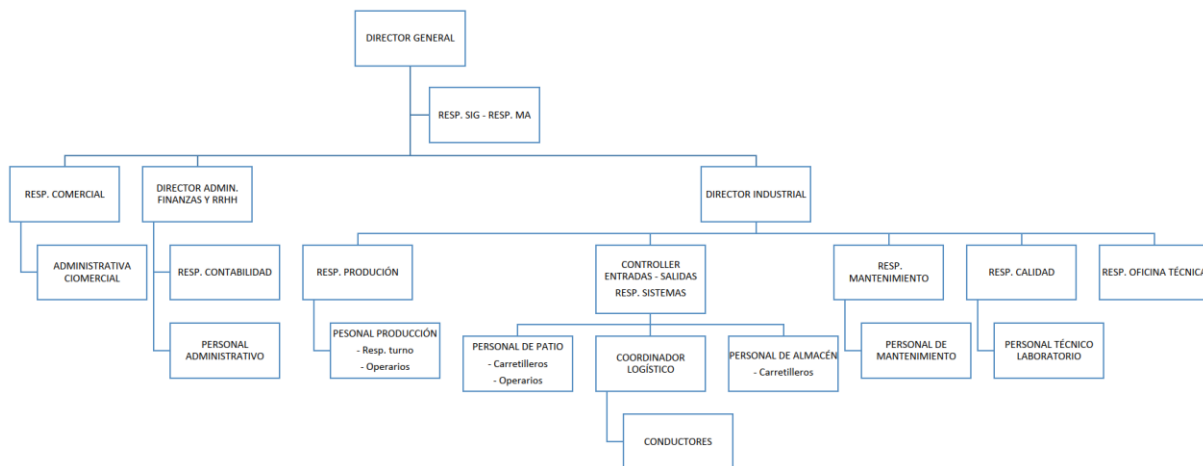 DIRECTOR GENERAL
RESP. SIG - RESP. MA
RESP. COMERCIAL
DIRECTOR ADMIN.
FINANZAS Y RRHH
DIRECTOR INDUSTRIAL
ADMINISTRATIVA
CIOMERCIAL
RESP. CONTABILIDAD
RESP. PRODUCIÓN
CONTROLLER
ENTRADAS - SALIDAS
RESP. SISTEMAS
RESP.
MANTENIMIENTO
RESP. CALIDAD
RESP. OFICINA TÉCNICA
PERSONAL
ADMINISTRATIVO
PESONAL PRODUCCIÓN
- Resp. turno
- Operarios
PERSONAL DE PATIO
- Carretilleros
- Operarios
COORDINADOR
LOGÍSTICO
PERSONAL DE ALMACÉN
- Carretilleros
PERSONAL DE
MANTENIMIENTO
PERSONAL TÉCNICO
LABORATORIO
CONDUCTORES